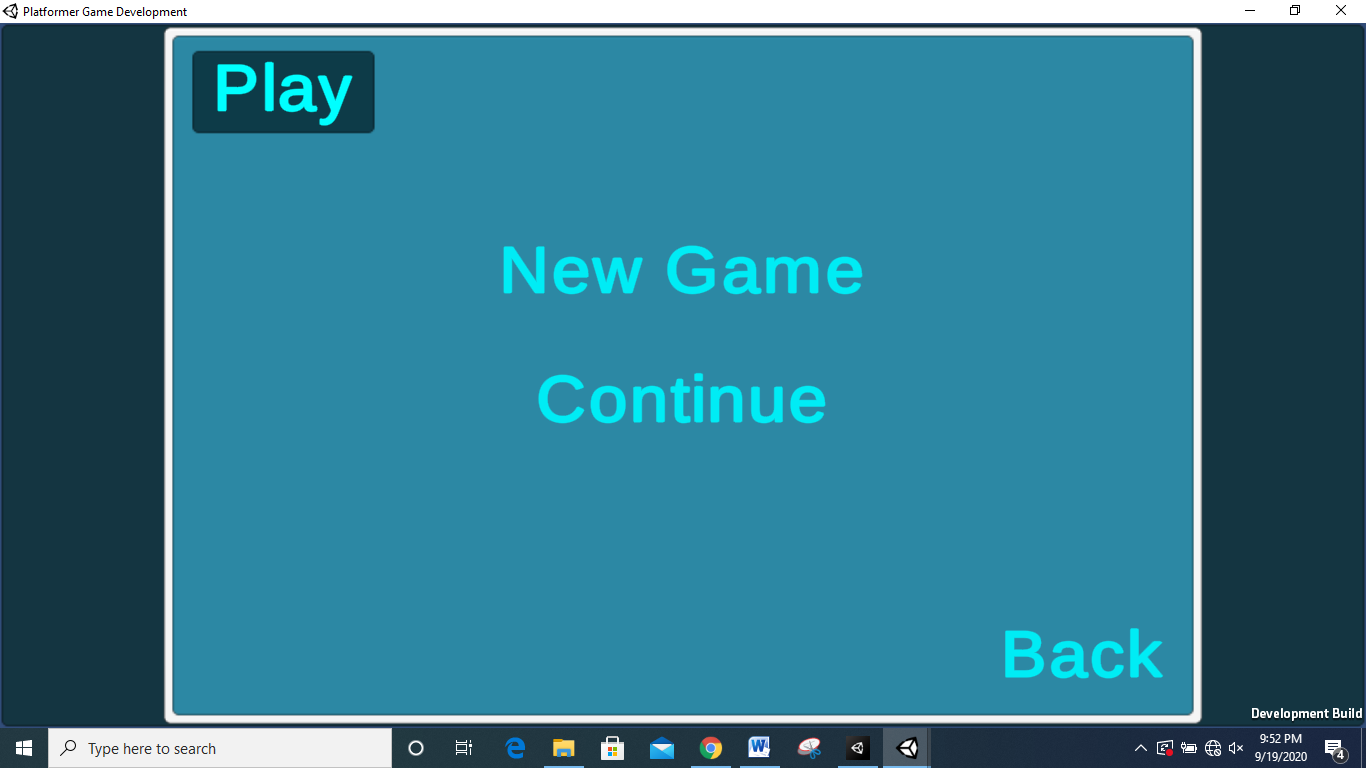 Platformer Game Development
Play
New Game
Continue
Back
Development Build
Type here to search
9:52 PM
9/19/2020
4